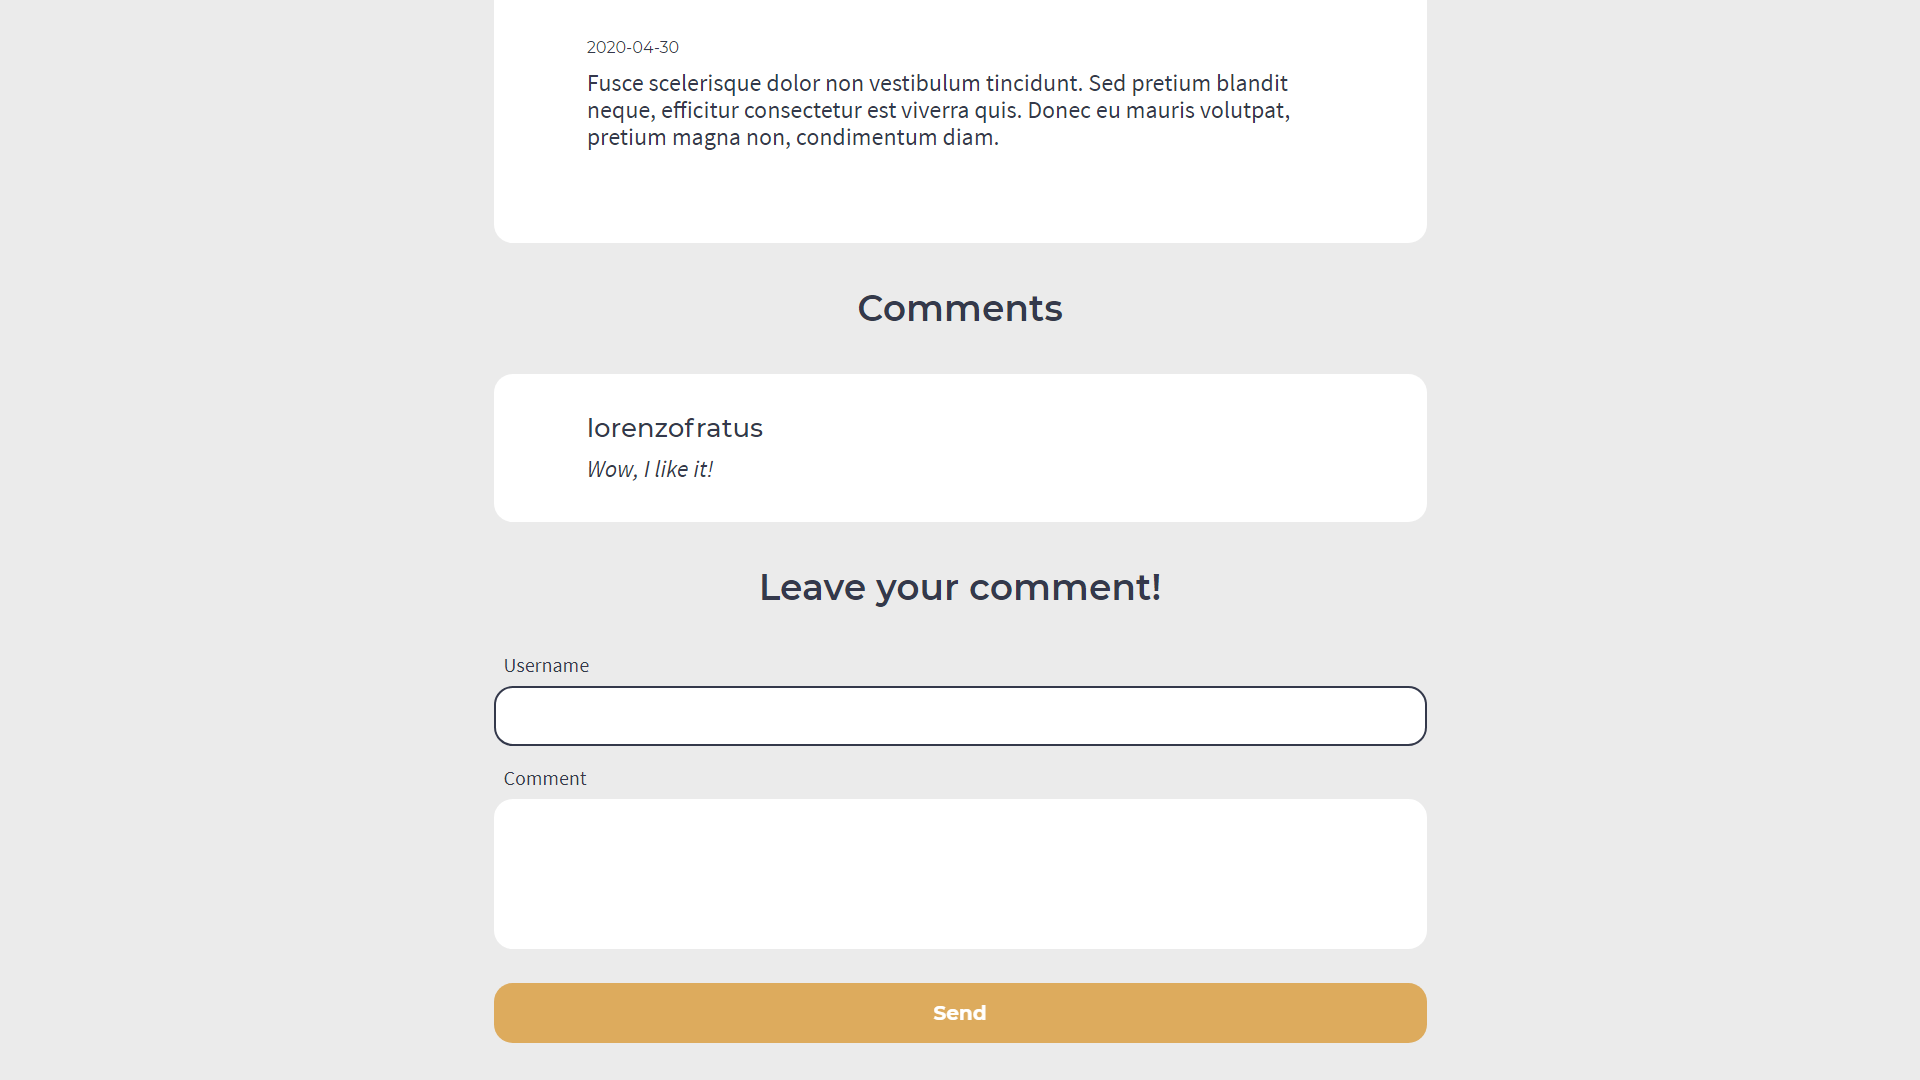 2020-04-30
Fusce scelerisque dolor non vestibulum tincidunt. Sed pretium blandit
neque, efficitur consectetur est viverra quis. Donec eu mauris volutpat,
pretium magna non, condimentum diam.
Comments
lorenzofratus
Wow, I like it!
Leave your comment!
Username
Comment
Send